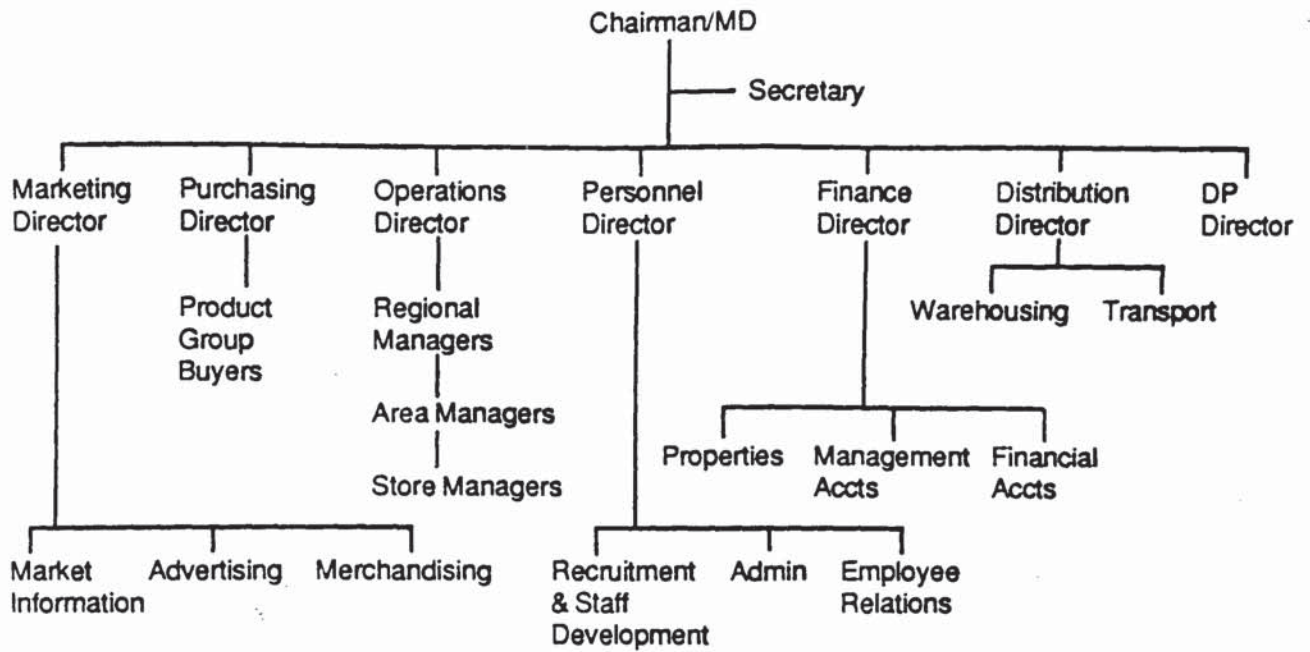 Chairman/MD
Secretary
Marketing
Director
Purchasing
Director
Operations
Director
Personnel
Director
Finance
Director
Distribution
Director
DP
Director
Product
Group
Buyers
Regional
Managers
Area Managers
Store Managers
Warehousing
Transport
Properties
Management
Accts
Financial
Accts
Market
Information
Advertising
Merchandising
Recruitment
& Staff
Development
Admin
Employee
Relations